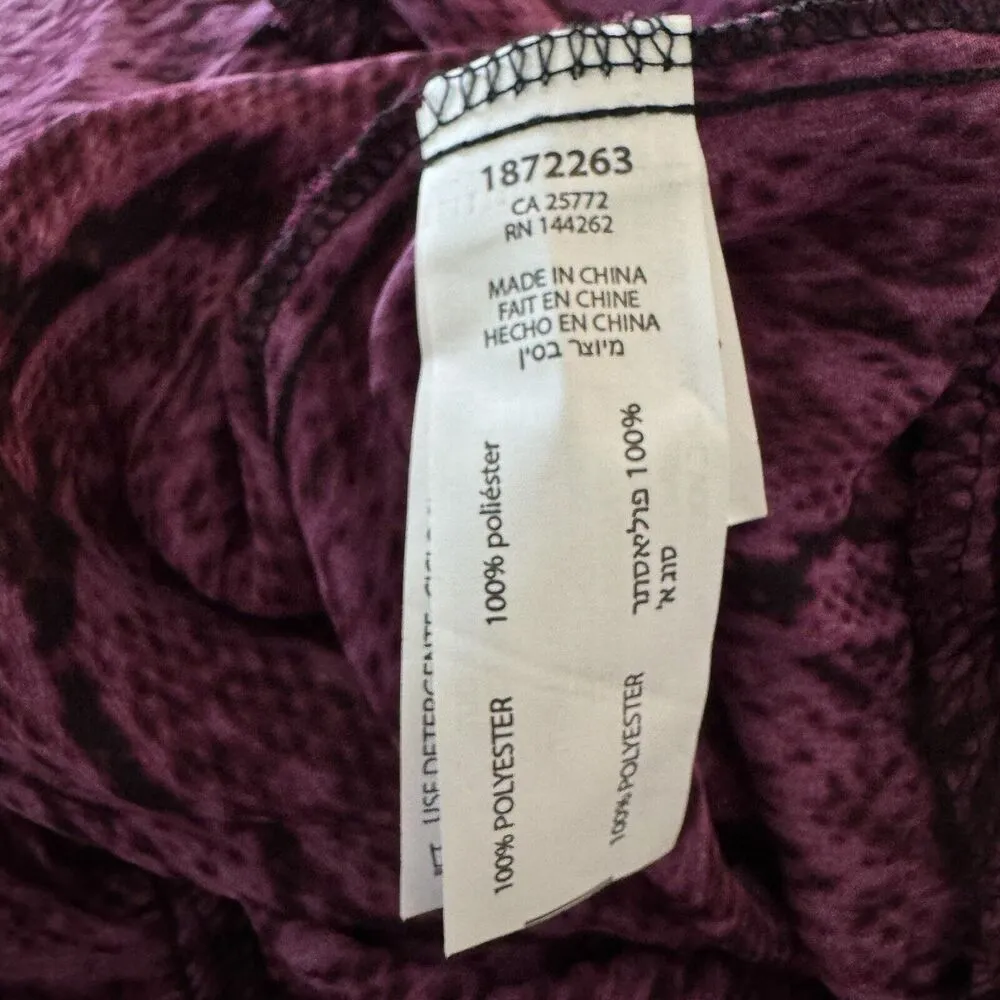 1872263
CA 25772
RN 144262
MADE IN CHINA
FAIT EN CHINE
HECHO EN CHINA
מיוצר בסין
100% POLYESTER
100% poliéster
100% POLYESTER
100% פוליאסתר
סוג א'
USE DETERGENTE